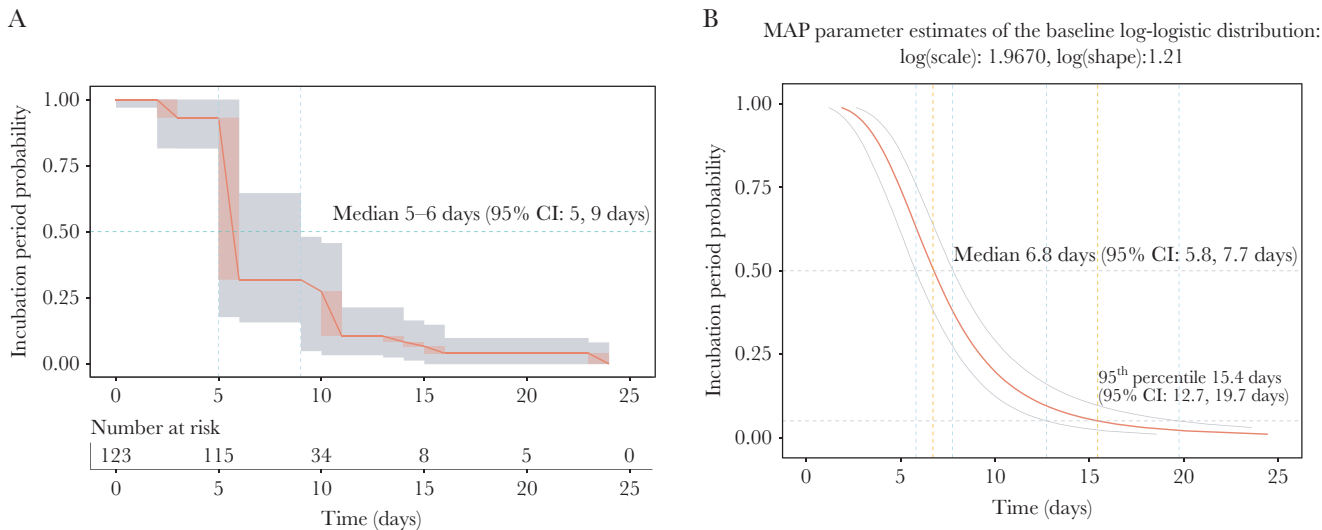 A
1.00
0.75
0.50
0.25
0.00
Incubation period probability
Median 5–6 days (95% CI: 5, 9 days)
0 5 10 15 20 25
Number at risk
123 115 34 8 5 0
0 5 10 15 20 25
Time (days)
B
MAP parameter estimates of the baseline log-logistic distribution:
log(scale): 1.9670, log(shape):1.21
1.00
0.75
0.50
0.25
0.00
Incubation period probability
Median 6.8 days (95% CI: 5.8, 7.7 days)
95th percentile 15.4 days
(95% CI: 12.7, 19.7 days)
0 5 10 15 20 25
Time (days)